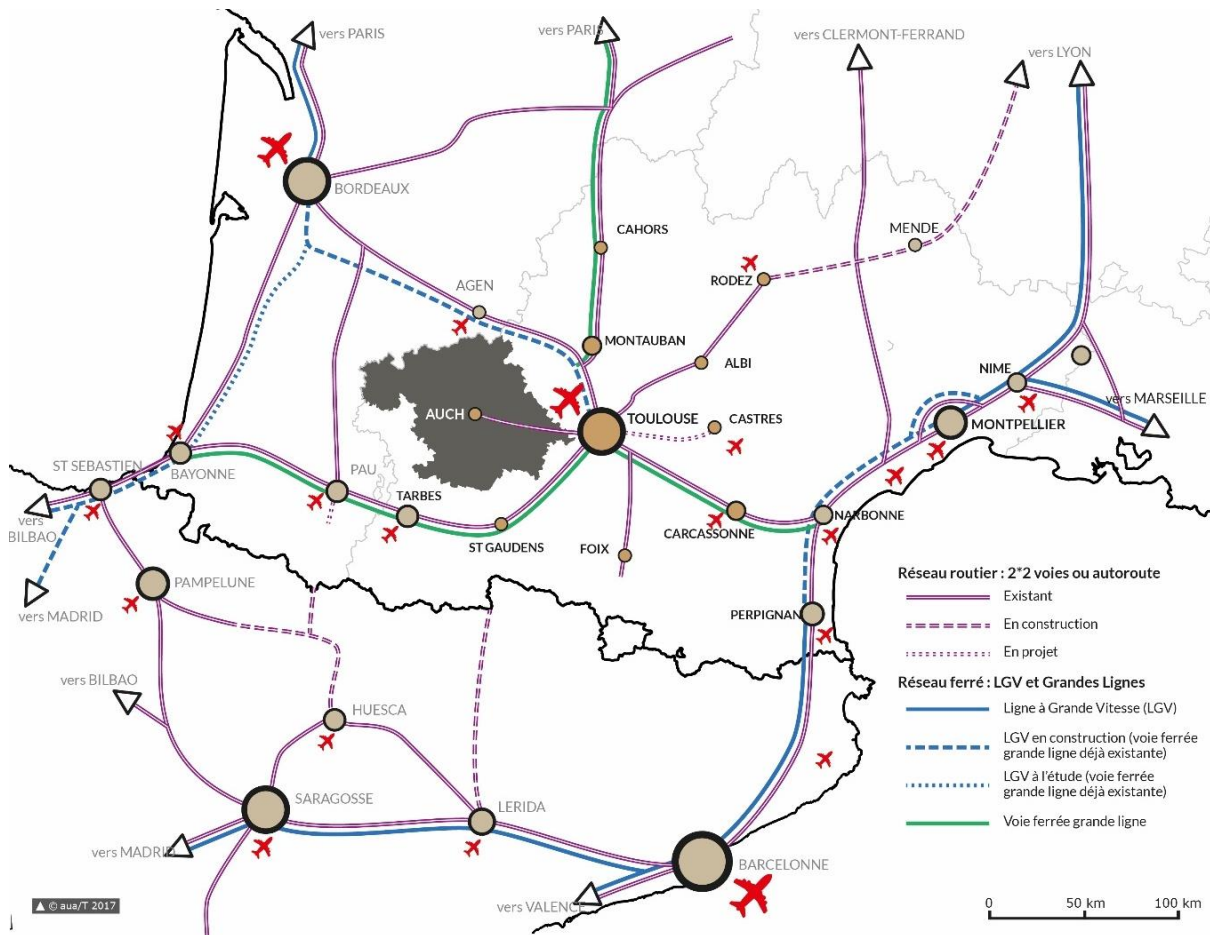 vers PARIS
vers PARIS
vers CLERMONT-FERRAND
vers LYON
BORDEAUX
CAHORS
MENDE
RODEZ
AGEN
MONTAUBAN
ALBI
NIME
vers MARSEILLE
AUCH
TOULOUSE
CASTRES
MONTPELLIER
ST SEBASTIEN
BAYONNE
PAU
TARBES
vers
BILBAO
ST GAUDENS
FOIX
CARCASSONNE
NARBONNE
PAMPELUNE
vers MADRID
PERPIGNAN
vers BILBAO
HUESCA
SARAGOSSE
LERIDA
vers MADRID
BARCELONNE
vers VALENCE
Réseau routier : 2*2 voies ou autoroute
Existant
En construction
En projet
Réseau ferré : LGV et Grandes Lignes
Ligne à Grande Vitesse (LGV)
LGV en construction (voie ferrée
grande ligne déjà existante)
LGV à l'étude (voie ferrée
grande ligne déjà existante)
Voie ferrée grande ligne
0 50 km 100 km
© aua/T 2017